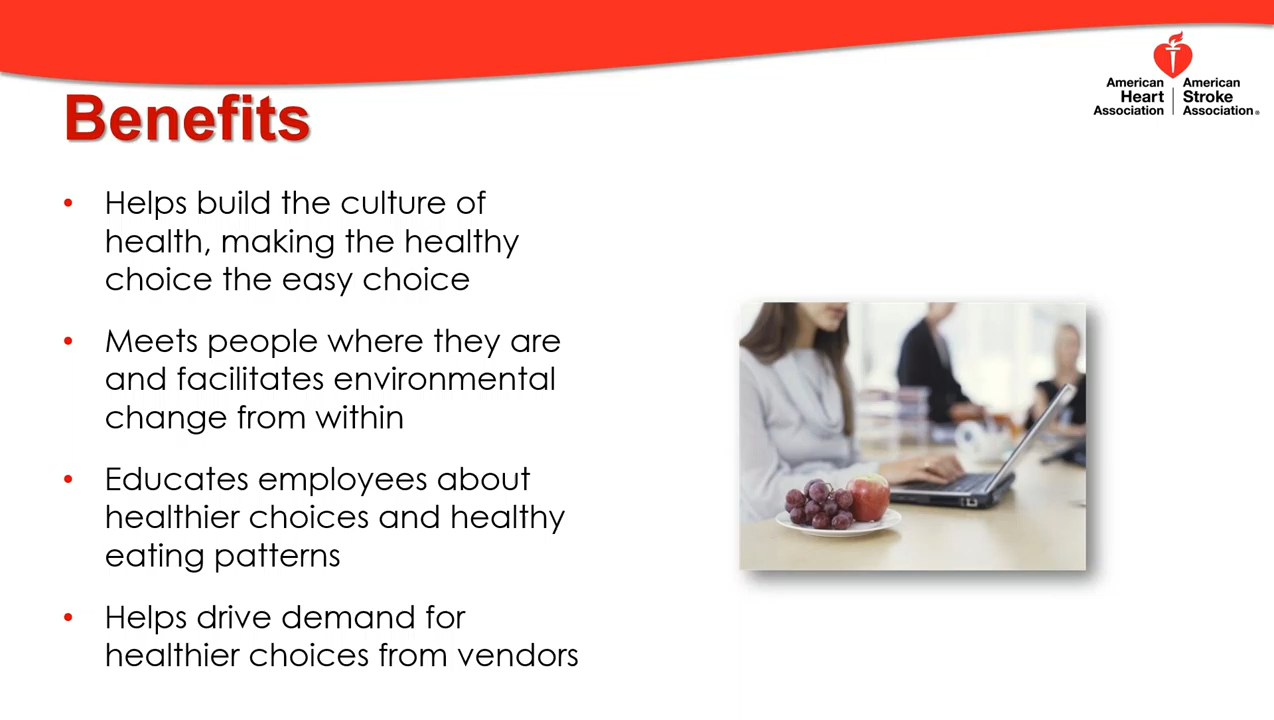 American Heart Association | American Stroke Association®
Benefits
• Helps build the culture of
health, making the healthy
choice the easy choice
• Meets people where they are
and facilitates environmental
change from within
• Educates employees about
healthier choices and healthy
eating patterns
• Helps drive demand for
healthier choices from vendors